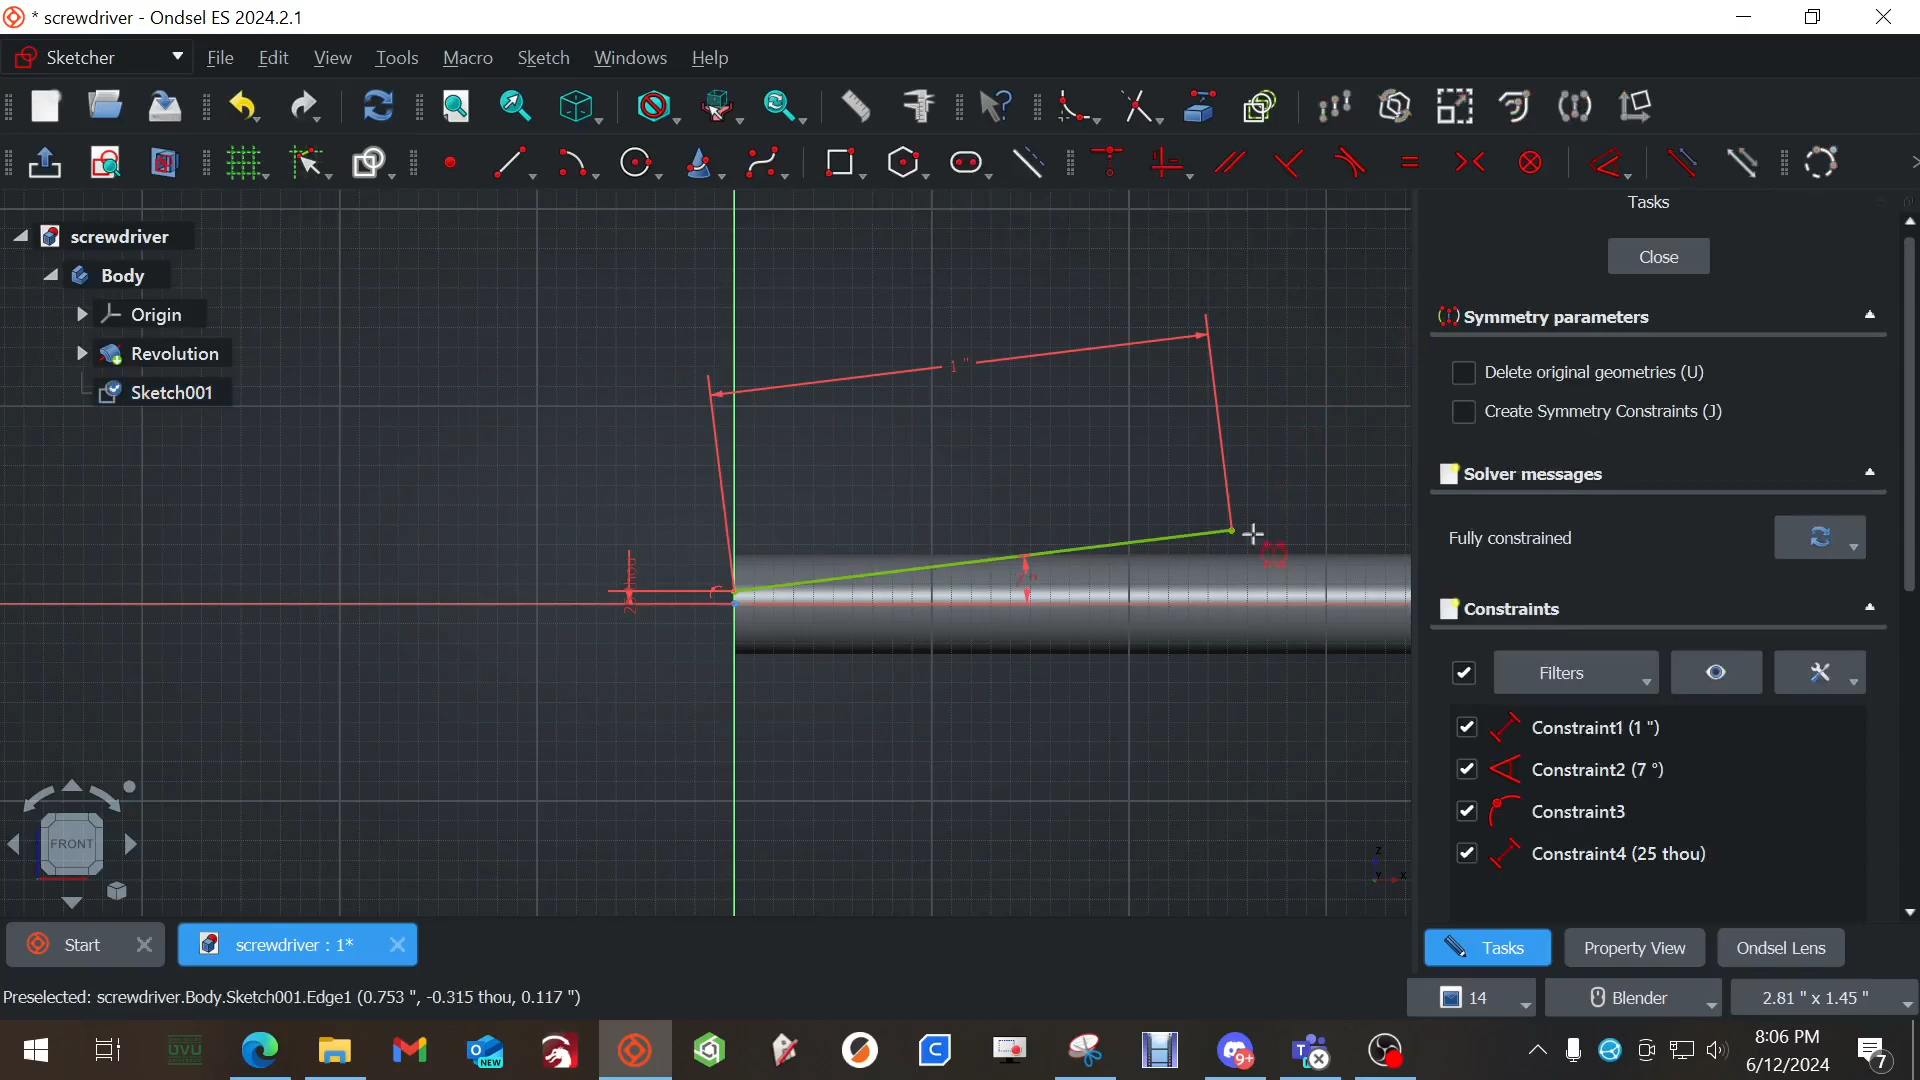 * screwdriver - Ondsel ES 2024.2.1
Sketcher
File
Edit
View
Tools
Macro
Sketch
Windows
Help
screwdriver
Body
Origin
Revolution
Sketch001
1 "
FRONT
z
Y
x
Tasks
Close
Symmetry parameters
Delete original geometries (U)
Create Symmetry Constraints (J)
Solver messages
Fully constrained
Constraints
Filters
Constraint1 (1 ")
Constraint2 (7 °)
Constraint3
Constraint4 (25 thou)
Start
screwdriver : 1*
Tasks
Property View
Ondsel Lens
Preselected: screwdriver.Body.Sketch001.Edge1 (0.753 ", -0.315 thou, 0.117 ")
14
Blender
2.81 " x 1.45 "
UVU
NEW
9+
8:06 PM
6/12/2024
7